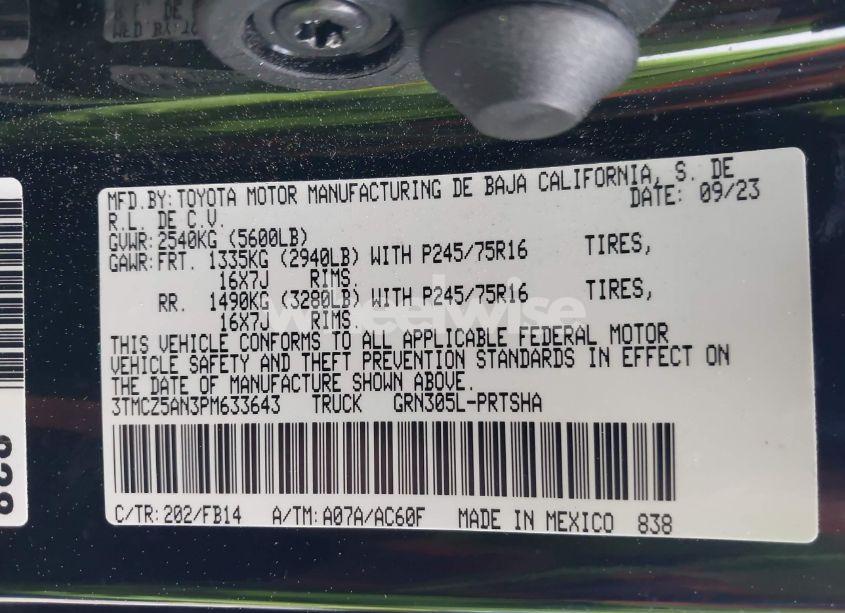 MFD.BY:TOYOTA MOTOR MANUFACTURING DE BAJA CALIFORNIA, S. DE
R.L. DE C.V. DATE: 09/23
GVWR:2540KG (5600LB)
GAWR:FRT. 1335KG (2940LB) WITH P245/75R16 TIRES,
16X7J RIMS,
RR. 1490KG (3280LB) WITH P245/75R16 TIRES,
16X7J RIMS
wheelwise
THIS VEHICLE CONFORMS TO ALL APPLICABLE FEDERAL MOTOR
VEHICLE SAFETY AND THEFT PREVENTION STANDARDS IN EFFECT ON
THE DATE OF MANUFACTURE SHOWN ABOVE.
3TMCZ5AN3PM633643 TRUCK GRN305L-PRTSHA
C/TR:202/FB14 A/TM:A07A/AC60F MADE IN MEXICO 838